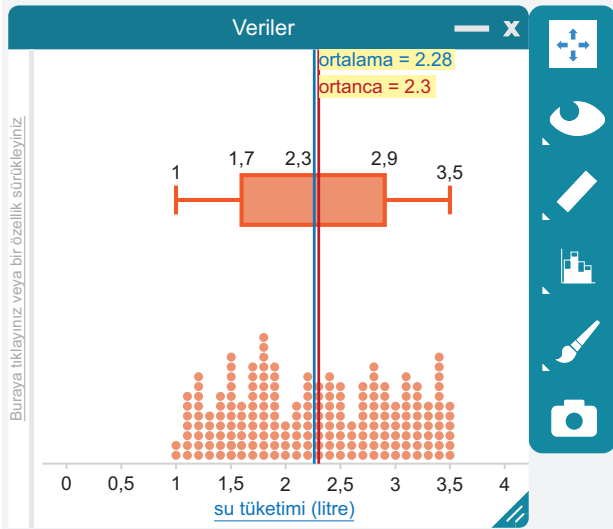 Veriler
x
ortalama = 2.28
ortanca = 2.3
1 1,7 2,3 2,9 3,5
Buraya tıklayınız veya bir özellik sürükleyiniz
0 0,5 1 1,5 2 2,5 3 3,5 4
su tüketimi (litre)